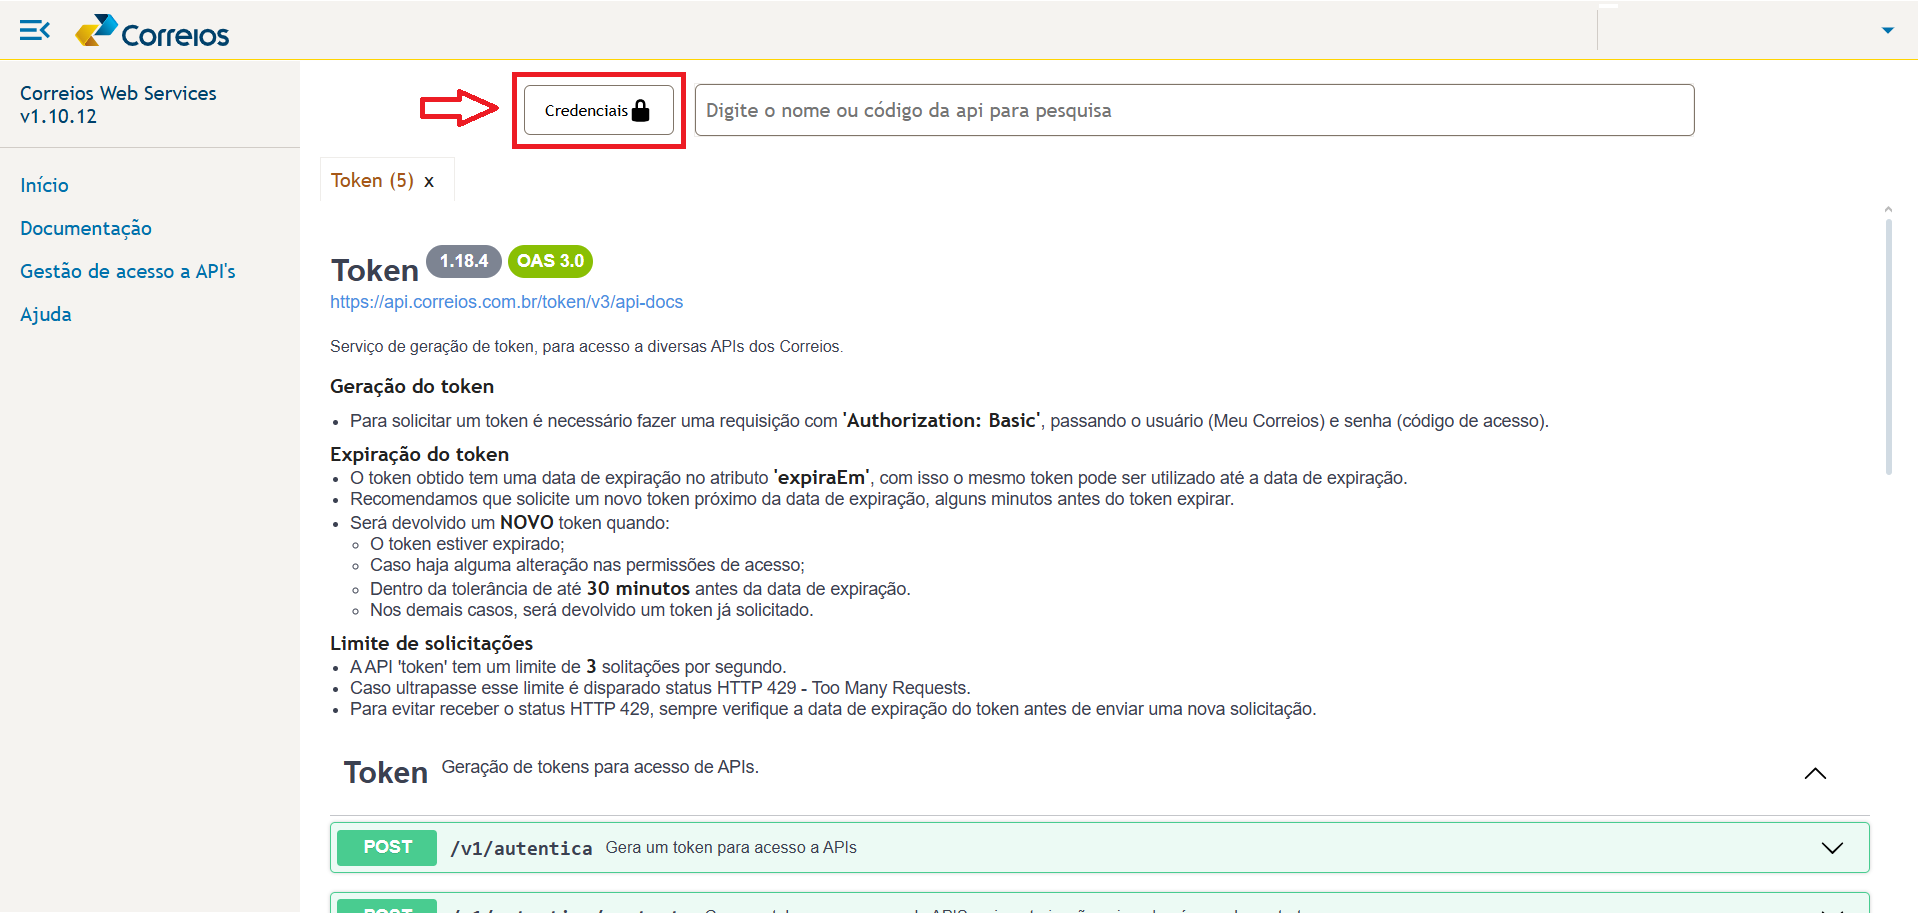 Correios
Correios Web Services
v1.10.12
Início
Documentação
Gestão de acesso a API's
Ajuda
Credenciais
Digite o nome ou código da api para pesquisa
Token (5) x
Token 1.18.4 OAS 3.0
https://api.correios.com.br/token/v3/api-docs
Serviço de geração de token, para acesso a diversas APIs dos Correios.
Geração do token
Para solicitar um token é necessário fazer uma requisição com 'Authorization: Basic', passando o usuário (Meu Correios) e senha (código de acesso).
Expiração do token
O token obtido tem uma data de expiração no atributo 'expiraEm', com isso o mesmo token pode ser utilizado até a data de expiração.
Recomendamos que solicite um novo token próximo da data de expiração, alguns minutos antes do token expirar.
Será devolvido um NOVO token quando:
O token estiver expirado;
Caso haja alguma alteração nas permissões de acesso;
Dentro da tolerância de até 30 minutos antes da data de expiração.
Nos demais casos, será devolvido um token já solicitado.
Limite de solicitações
A API 'token' tem um limite de 3 solitações por segundo.
Caso ultrapasse esse limite é disparado status HTTP 429 - Too Many Requests.
Para evitar receber o status HTTP 429, sempre verifique a data de expiração do token antes de enviar uma nova solicitação.
Token Geração de tokens para acesso de APIs.
POST /v1/autentica Gera um token para acesso a APIs
POST